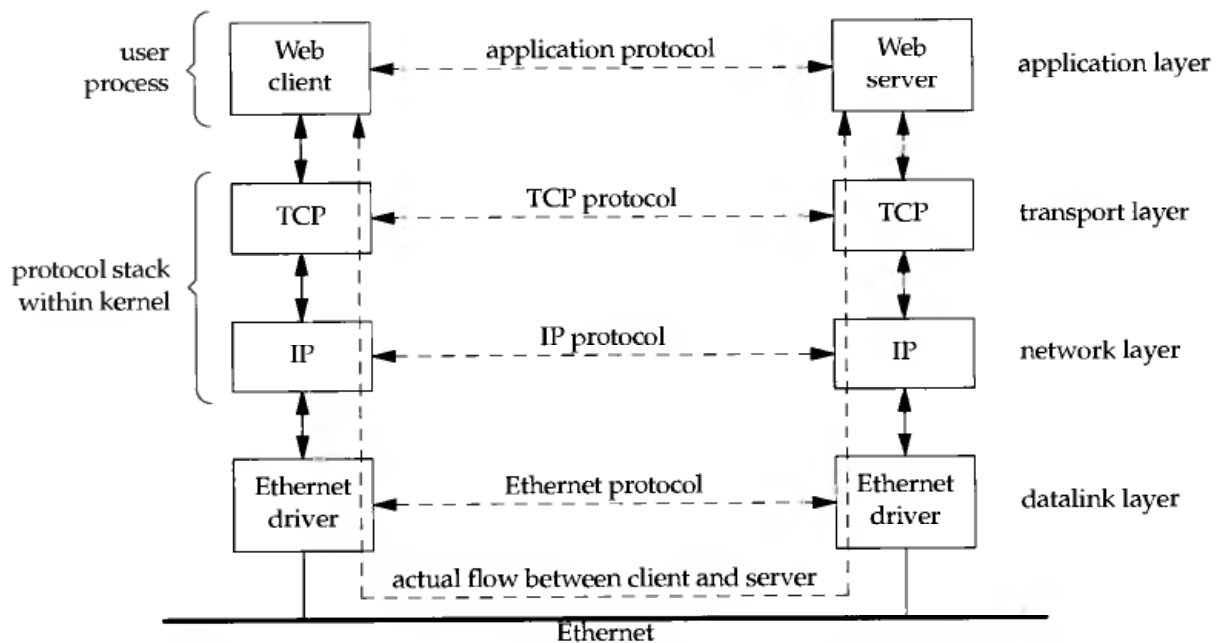 user
process
Web
client
application protocol
Web
server
application layer
protocol stack
within kernel
TCP
TCP protocol
TCP
transport layer
IP
IP protocol
IP
network layer
Ethernet
driver
Ethernet protocol
Ethernet
driver
datalink layer
actual flow between client and server
Ethernet